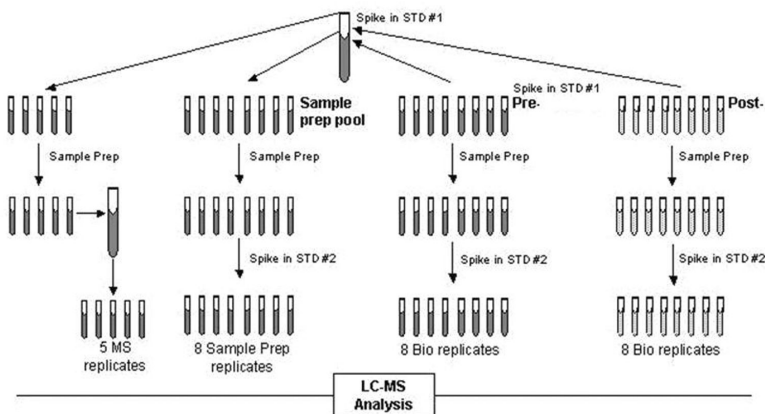 Spike in STD #1
Spike in STD #1
Sample
prep pool
Pre-
Post-
Sample Prep
Sample Prep
Sample Prep
Sample Prep
Spike in STD #2
Spike in STD #2
Spike in STD #2
5 MS
replicates
8 Sample Prep
replicates
8 Bio replicates
8 Bio replicates
LC-MS
Analysis